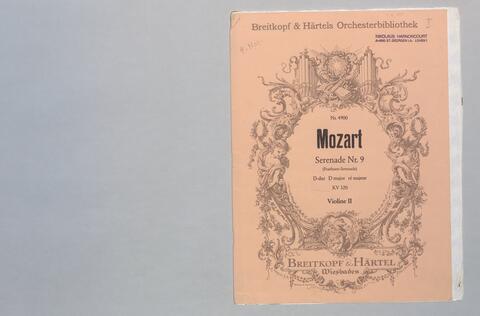 Breitkopf & Härtels Orchesterbibliothek
I
NIKOLAUS HARNONCOURT
Nr. 4900
Mozart
Serenade Nr. 9
(Posthorn-Serenade)
D-dur D major ré majeur
KV 320
Violine II
BREITKOPF & HÄRTEL
Wiesbaden